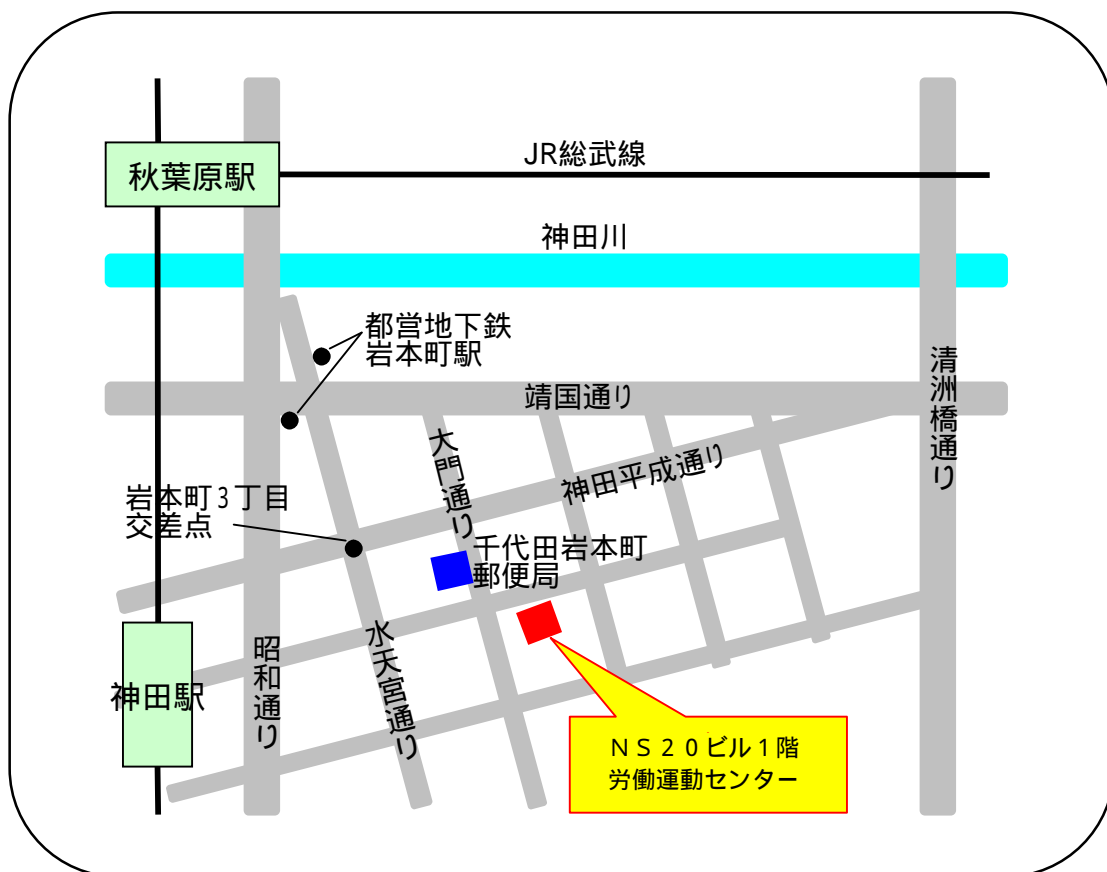 JR総武線
秋葉原駅
神田川
都営地下鉄
岩本町駅
靖国通り
清洲橋通り
大門通り
神田平成通り
岩本町3丁目
交差点
千代田岩本町
郵便局
昭和通り
水天宮通り
神田駅
NS20ビル1階
労働運動センター